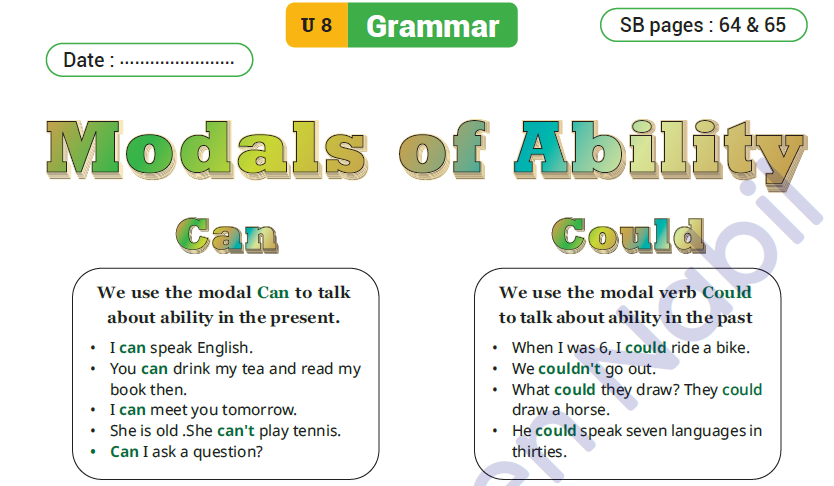 U 8 Grammar
SB pages : 64 & 65
Date : .......................
Modals of Ability
Can
We use the modal Can to talk
about ability in the present.
• I can speak English.
• You can drink my tea and read my
book then.
• I can meet you tomorrow.
• She is old .She can't play tennis.
• Can I ask a question?
Could
We use the modal verb Could
to talk about ability in the past
• When I was 6, I could ride a bike.
• We couldn't go out.
• What could they draw? They could
draw a horse.
• He could speak seven languages in
thirties.
en Nabil